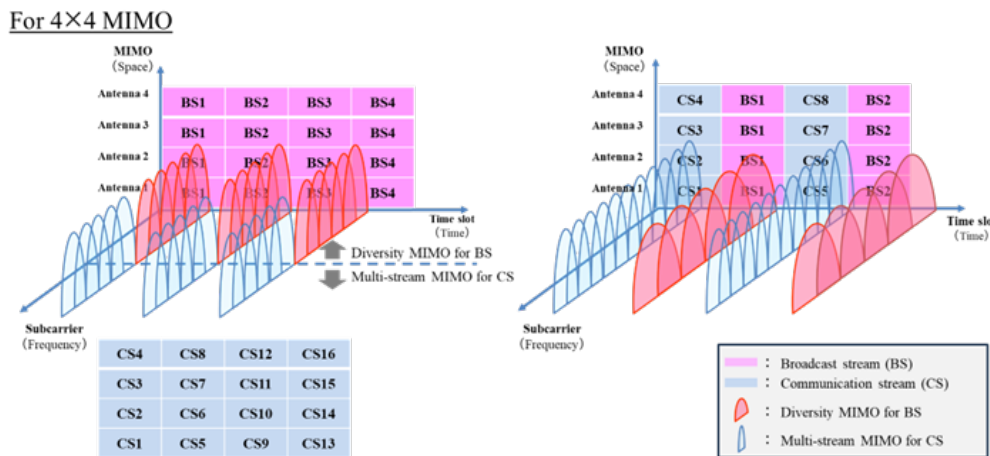 For 4×4 MIMO
MIMO
(Space)
Antenna 4
BS1 BS2 BS3 BS4
Antenna 3
BS1 BS2 BS3 BS4
Antenna 2
BS1 BS2 BS3 BS4
Antenna 1
BS1 BS2 BS3 BS4
Time slot
(Time)
Diversity MIMO for BS
Multi-stream MIMO for CS
Subcarrier
(Frequency)
CS4 CS8 CS12 CS16
CS3 CS7 CS11 CS15
CS2 CS6 CS10 CS14
CS1 CS5 CS9 CS13
MIMO
(Space)
Antenna 4
CS4 BS1 CS8 BS2
Antenna 3
CS3 BS1 CS7 BS2
Antenna 2
CS2 BS1 CS6 BS2
Antenna 1
CS1 BS1 CS5 BS2
Time slot
(Time)
Subcarrier
(Frequency)
: Broadcast stream (BS)
: Communication stream (CS)
: Diversity MIMO for BS
: Multi-stream MIMO for CS